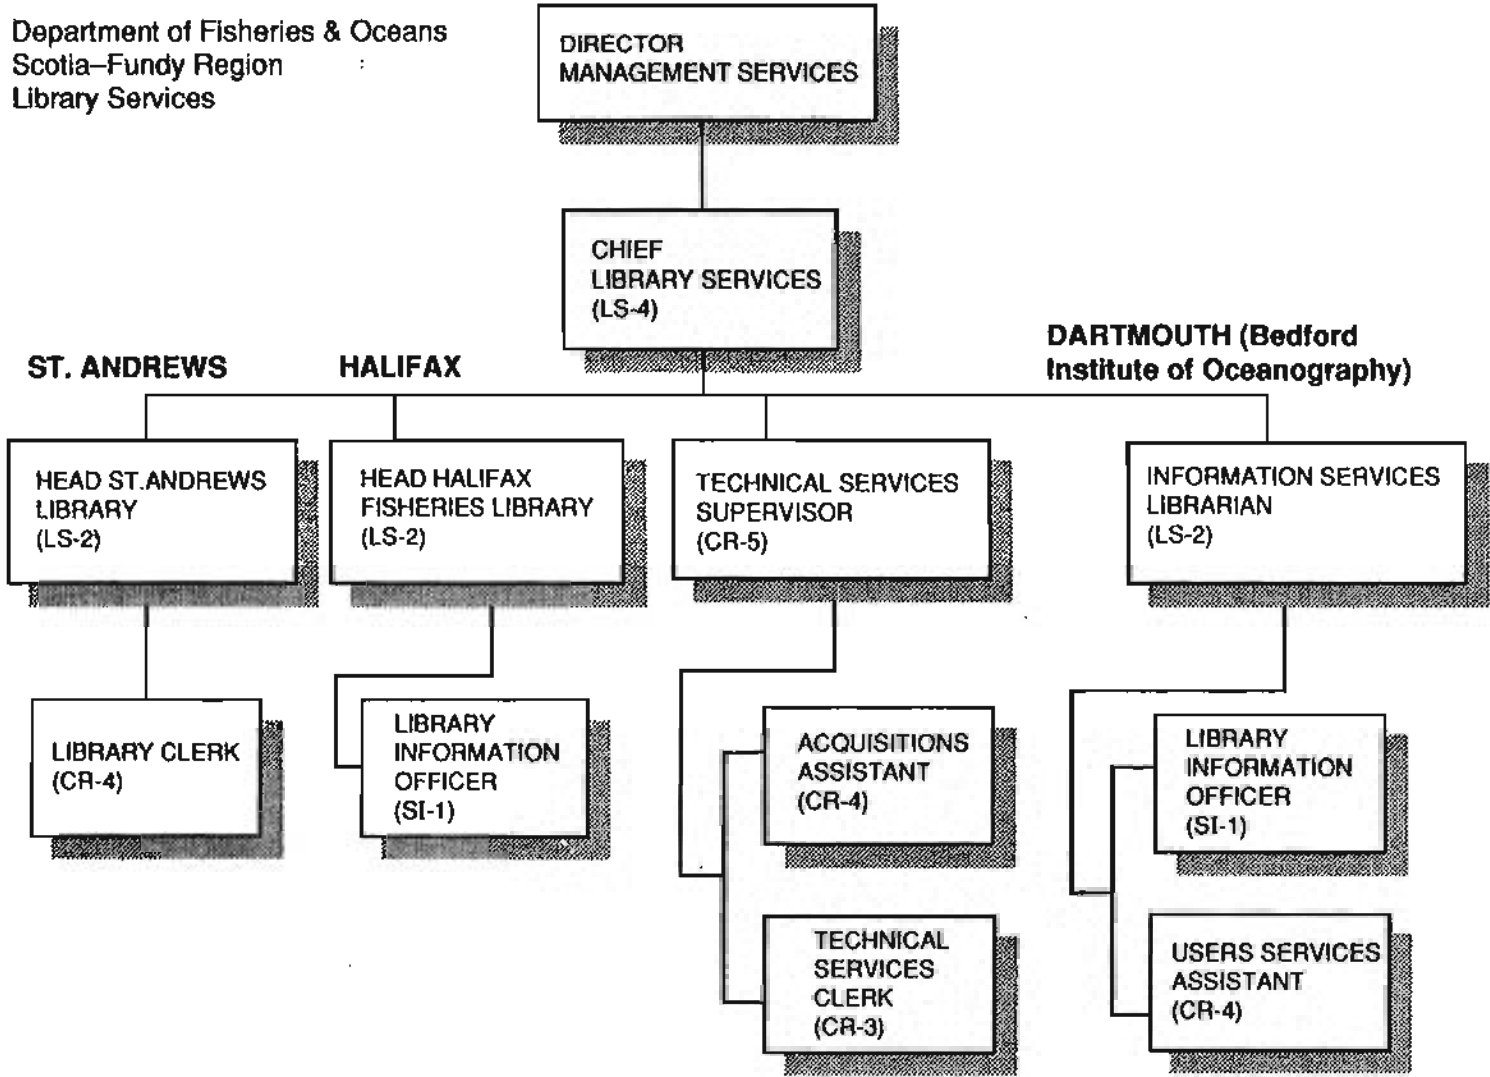 Department of Fisheries & Oceans
Scotia–Fundy Region
Library Services
DIRECTOR
MANAGEMENT SERVICES
CHIEF
LIBRARY SERVICES
(LS-4)
ST. ANDREWS
HALIFAX
DARTMOUTH (Bedford
Institute of Oceanography)
HEAD ST.ANDREWS
LIBRARY
(LS-2)
HEAD HALIFAX
FISHERIES LIBRARY
(LS-2)
TECHNICAL SERVICES
SUPERVISOR
(CR-5)
INFORMATION SERVICES
LIBRARIAN
(LS-2)
LIBRARY CLERK
(CR-4)
LIBRARY
INFORMATION
OFFICER
(SI-1)
ACQUISITIONS
ASSISTANT
(CR-4)
LIBRARY
INFORMATION
OFFICER
(SI-1)
TECHNICAL
SERVICES
CLERK
(CR-3)
USERS SERVICES
ASSISTANT
(CR-4)